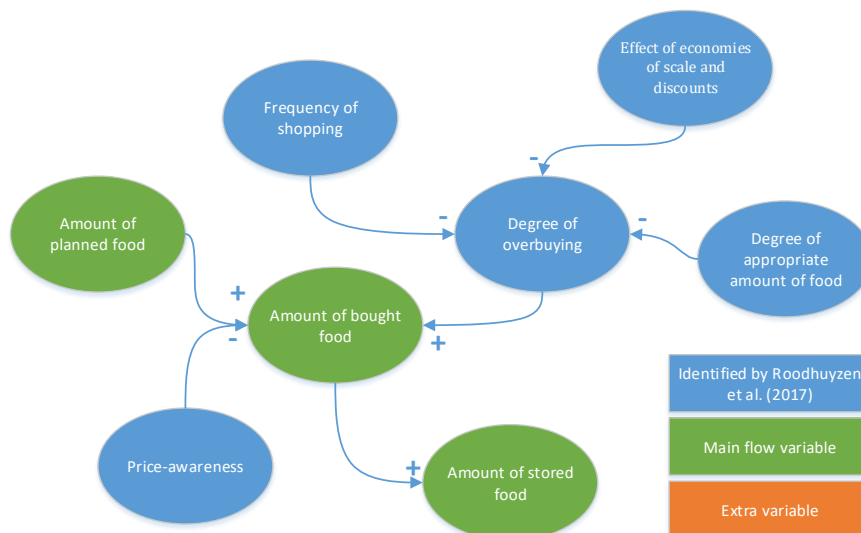 Effect of economies
of scale and
discounts
Frequency of
shopping
-
-
Amount of
planned food
Degree of
overbuying
-
Degree of
appropriate
amount of food
+
Amount of bought
food
-
+
Identified by Roodhuyzen
et al. (2017)
Price-awareness
+
Amount of stored
food
Main flow variable
Extra variable